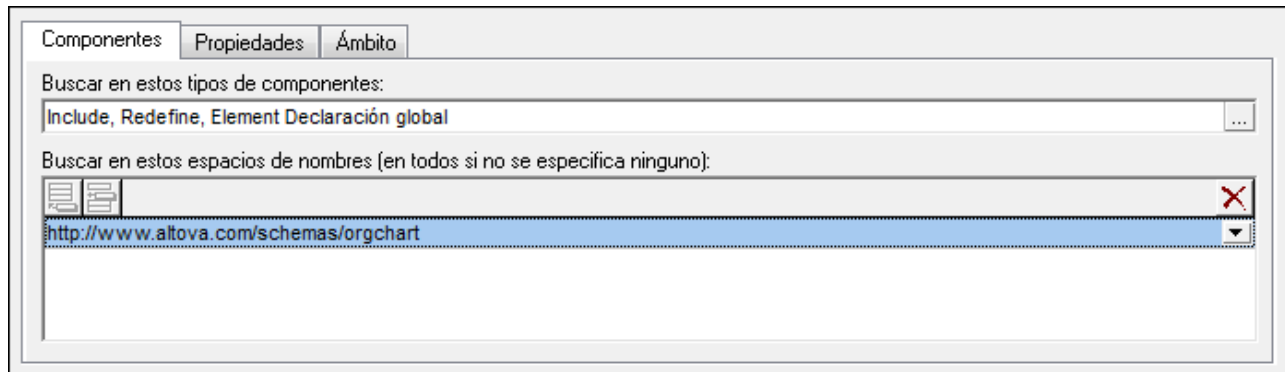 Componentes Propiedades Ámbito
Buscar en estos tipos de componentes:
Include, Redefine, Element Declaración global ...
Buscar en estos espacios de nombres (en todos si no se especifica ninguno):
http://www.altova.com/schemas/orgchart